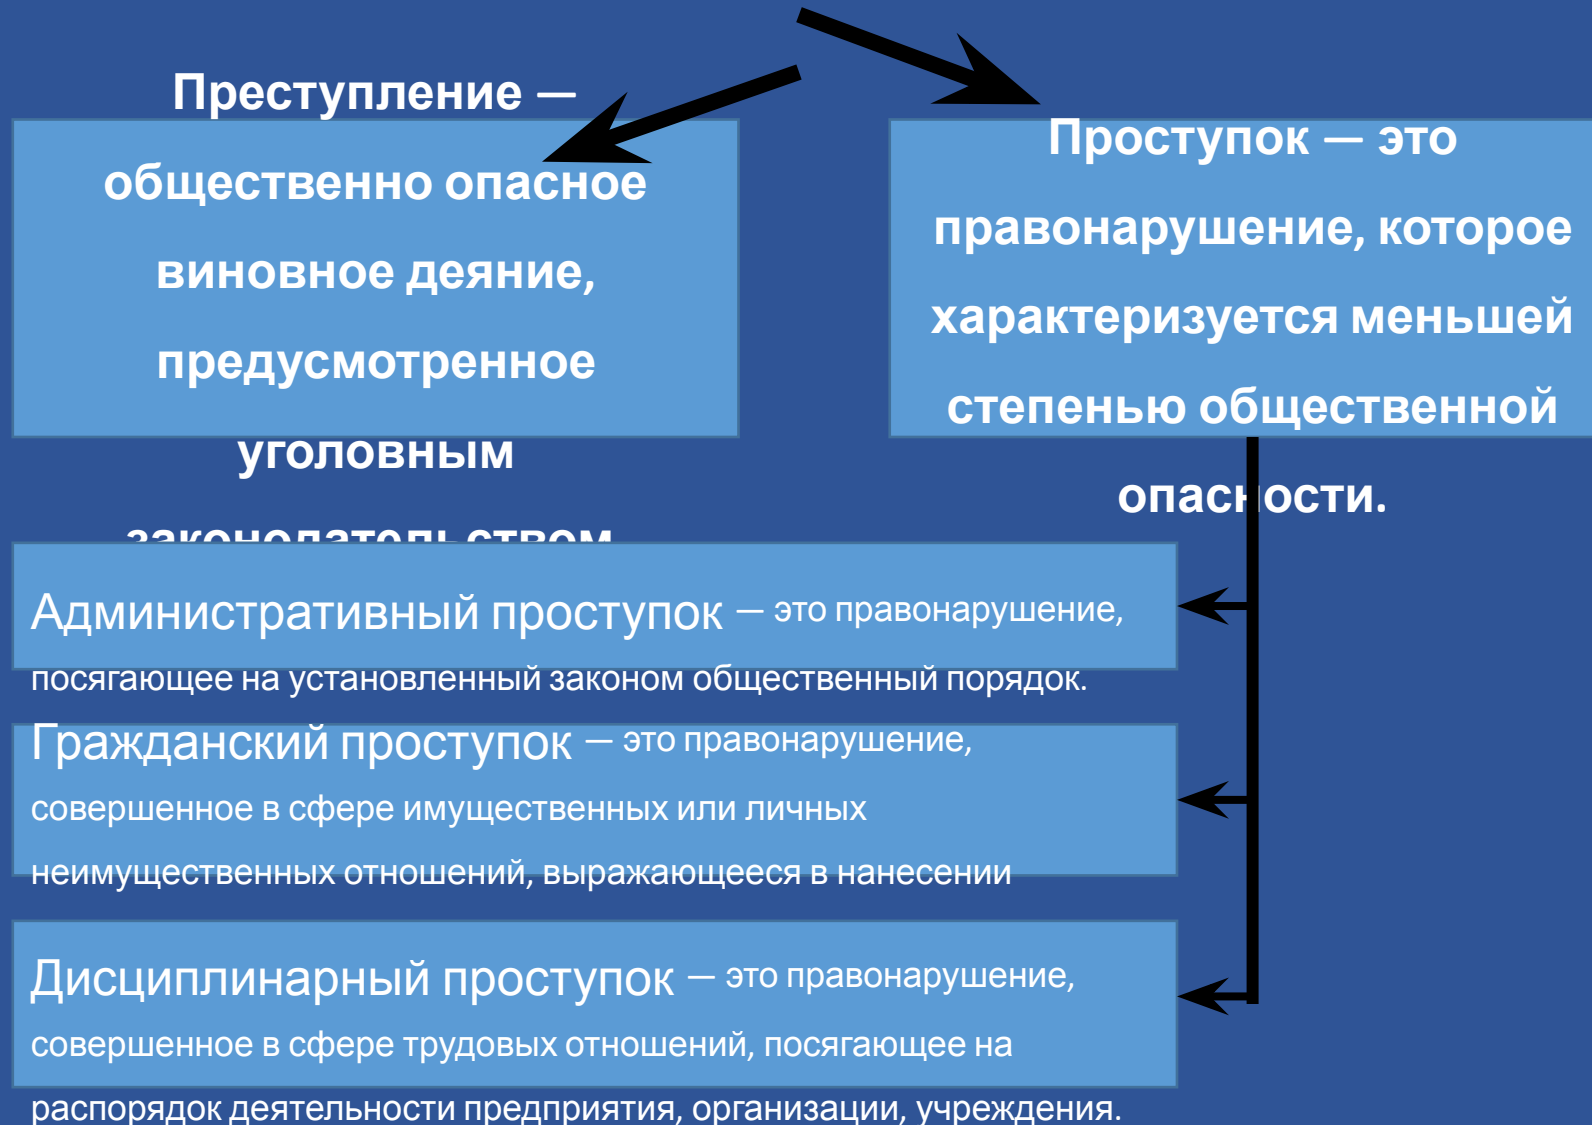 Преступление —
общественно опасное
виновное деяние,
предусмотренное
уголовным
законодательством
Проступок — это
правонарушение, которое
характеризуется меньшей
степенью общественной
опасности.
Административный проступок — это правонарушение,
посягающее на установленный законом общественный порядок.
Гражданский проступок — это правонарушение,
совершенное в сфере имущественных или личных
неимущественных отношений, выражающееся в нанесении
Дисциплинарный проступок — это правонарушение,
совершенное в сфере трудовых отношений, посягающее на
распорядок деятельности предприятия, организации, учреждения.